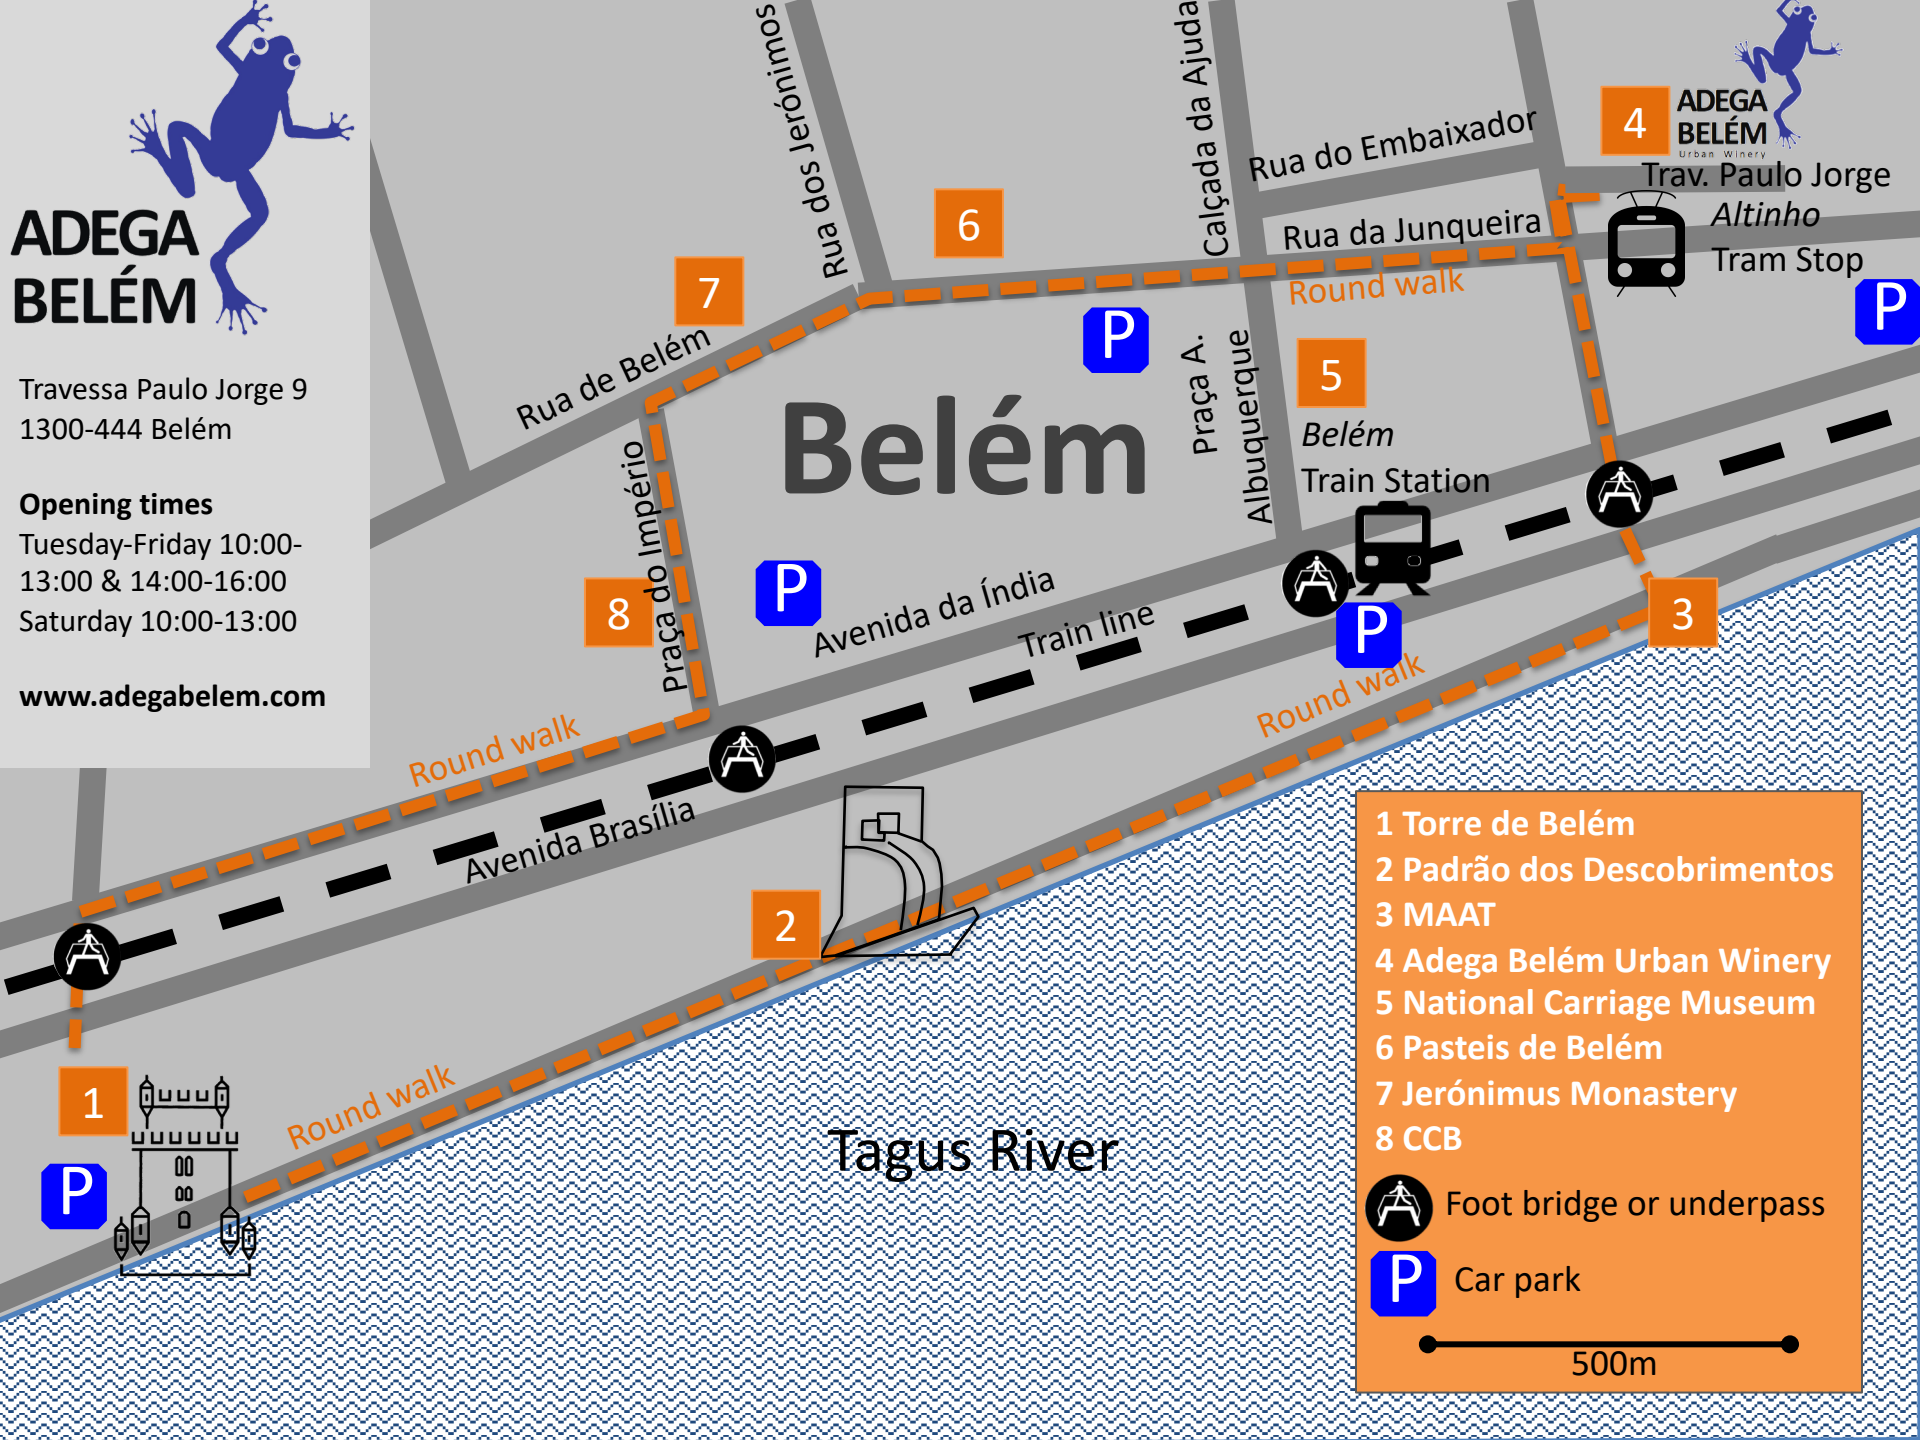 ADEGA
BELÉM
Travessa Paulo Jorge 9
1300-444 Belém
Opening times
Tuesday-Friday 10:00-
13:00 & 14:00-16:00
Saturday 10:00-13:00
www.adegabelem.com
Rua dos Jerónimos
Calçada da Ajuda
Rua do Embaixador
4
ADEGA
BELÉM
Urban Winery
Trav. Paulo Jorge
Altinho
Tram Stop
6
Rua da Junqueira
Round walk
7
P
P
Rua de Belém
Belém
Praça A.
Albuquerque
5
Belém
Train Station
Praça do Império
8
P
Avenida da Índia
Train line
P
3
Round walk
Round walk
Avenida Brasília
2
1
Round walk
P
Tagus River
1 Torre de Belém
2 Padrão dos Descobrimentos
3 MAAT
4 Adega Belém Urban Winery
5 National Carriage Museum
6 Pasteis de Belém
7 Jerónimus Monastery
8 CCB
Foot bridge or underpass
P Car park
500m